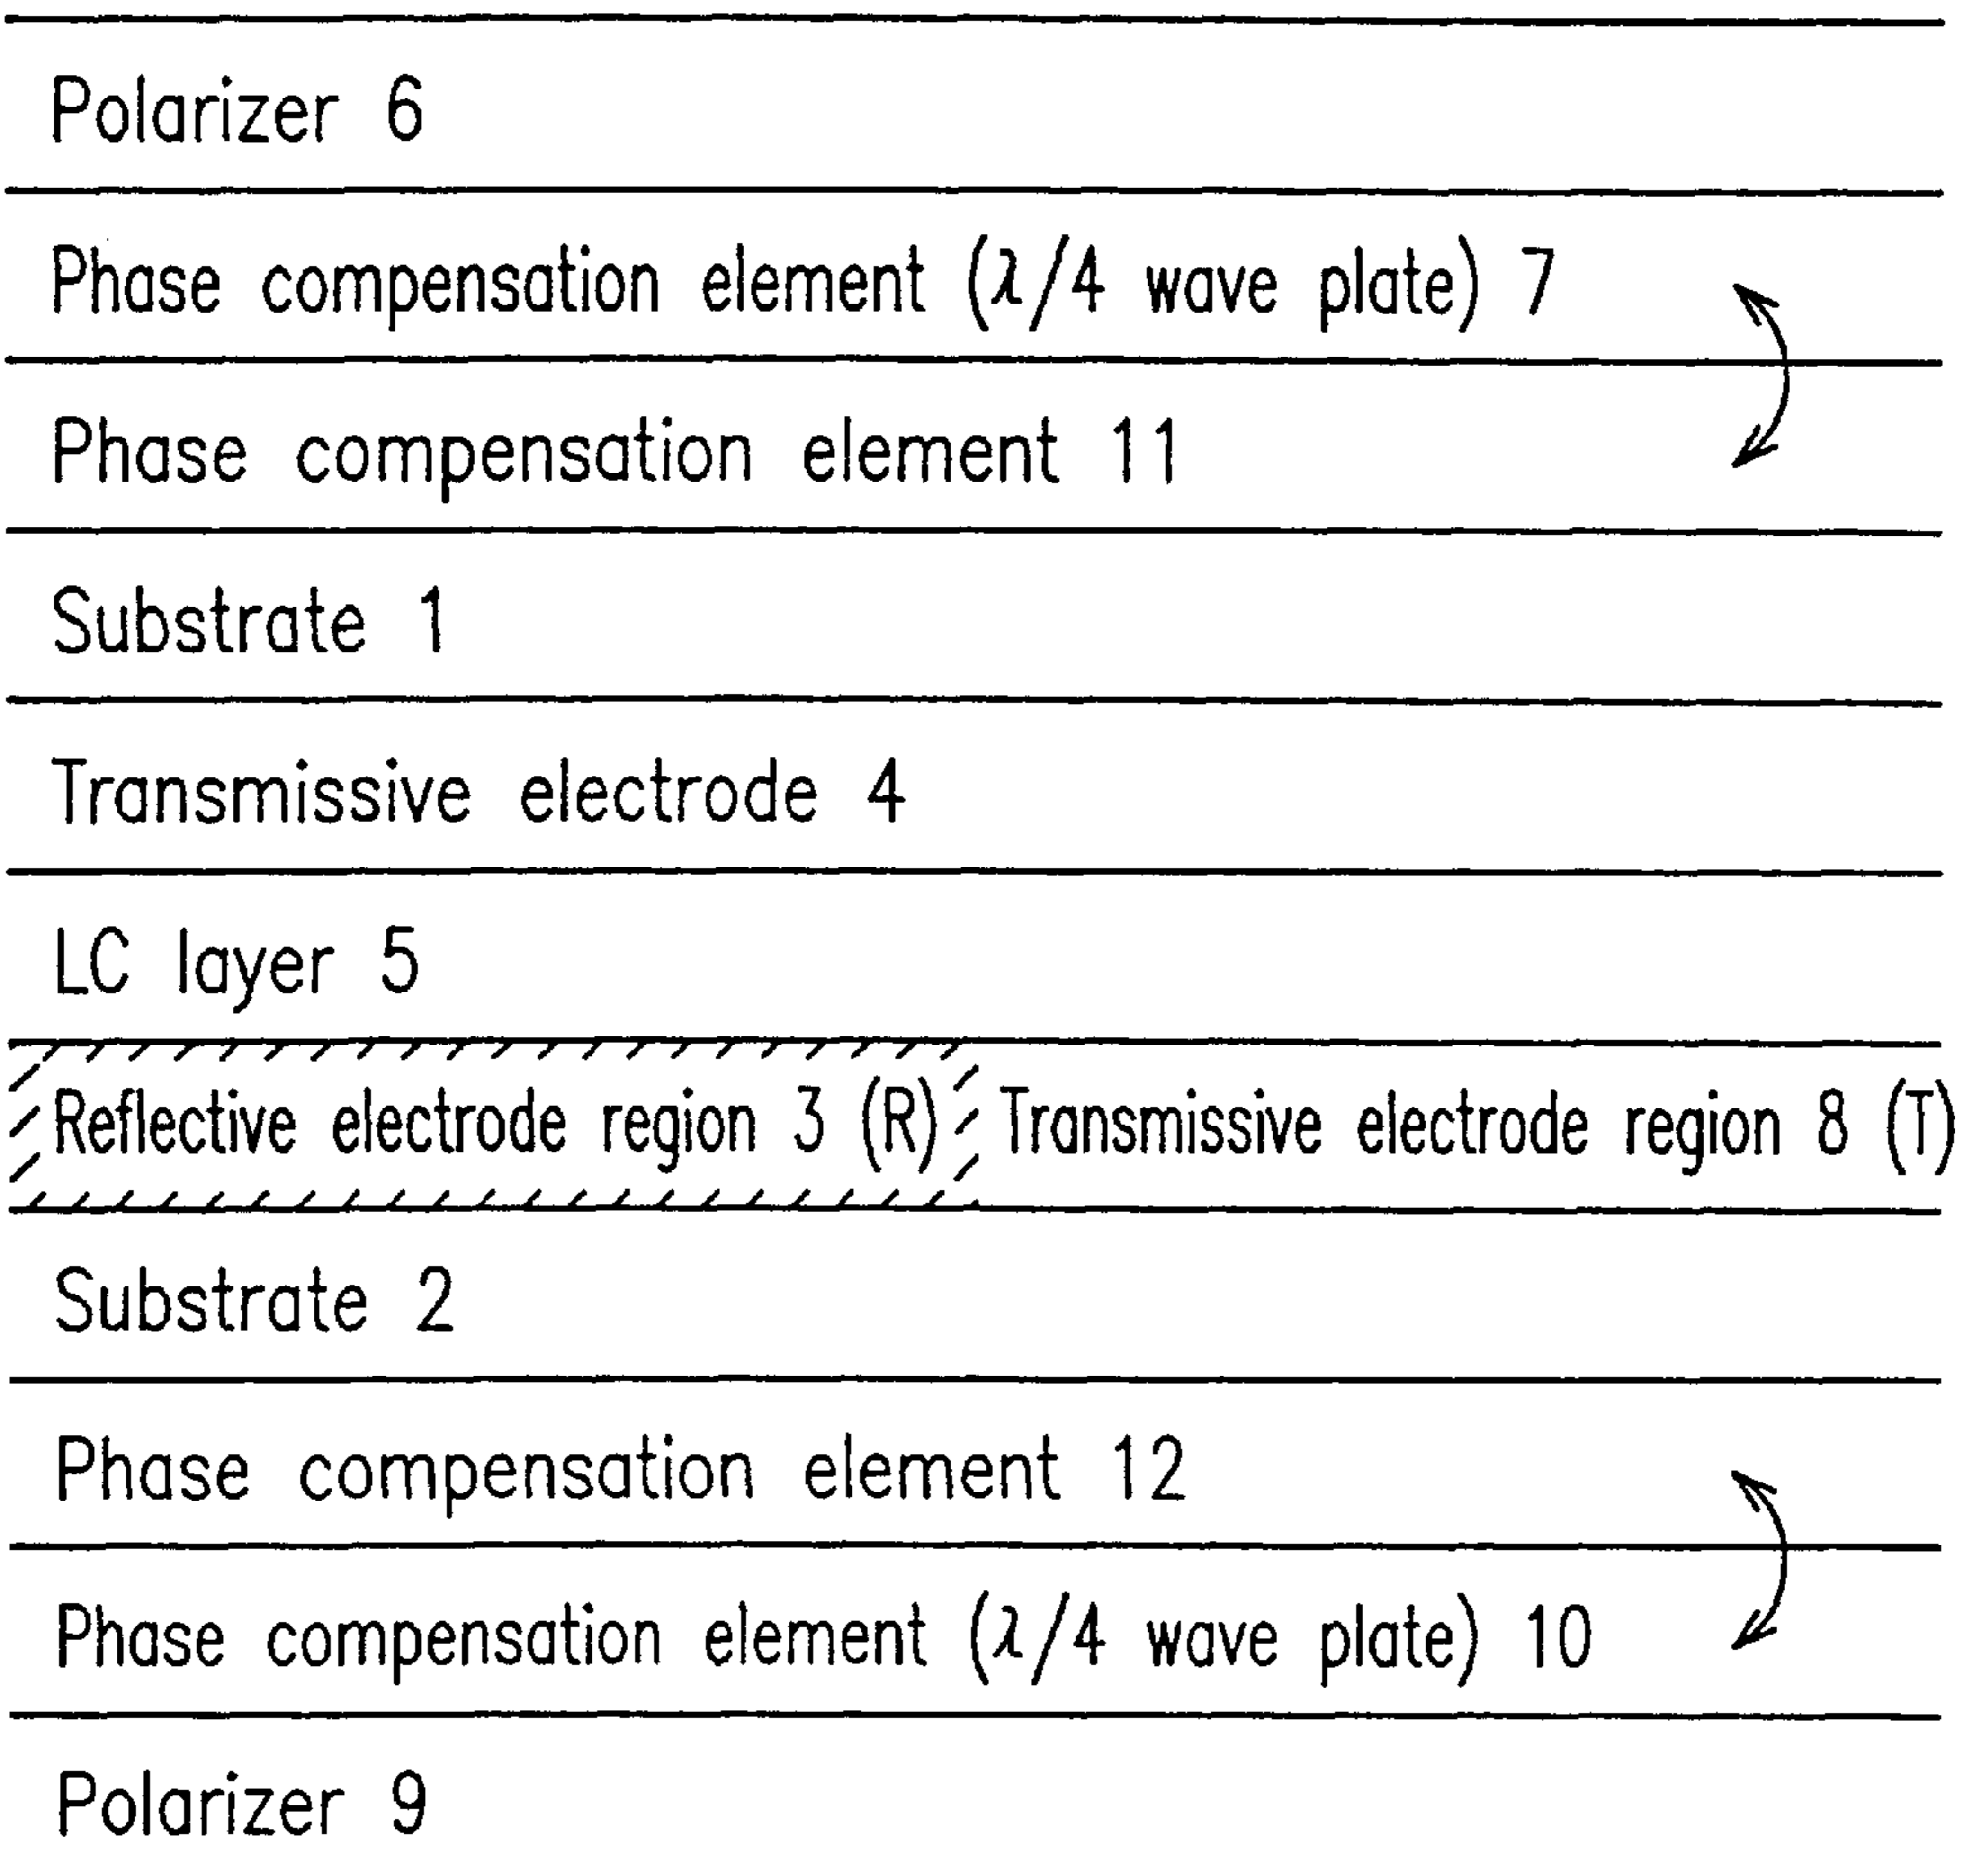 Polarizer 6
Phase compensation element (λ/4 wave plate) 7
Phase compensation element 11
Substrate 1
Transmissive electrode 4
LC layer 5
Reflective electrode region 3 (R) Transmissive electrode region 8 (T)
Substrate 2
Phase compensation element 12
Phase compensation element (λ/4 wave plate) 10
Polarizer 9